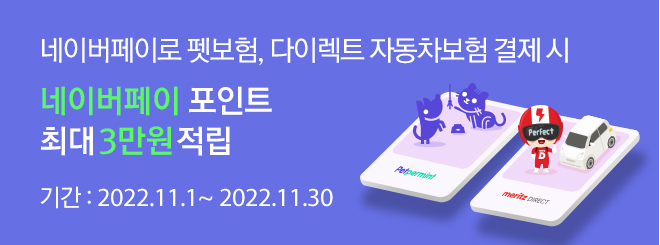 네이버페이로 펫보험, 다이렉트 자동차보험 결제 시
네이버페이 포인트
최대 3만원 적립
기간 : 2022.11.1~ 2022.11.30
Petpermint
Perfect
meritz DIRECT